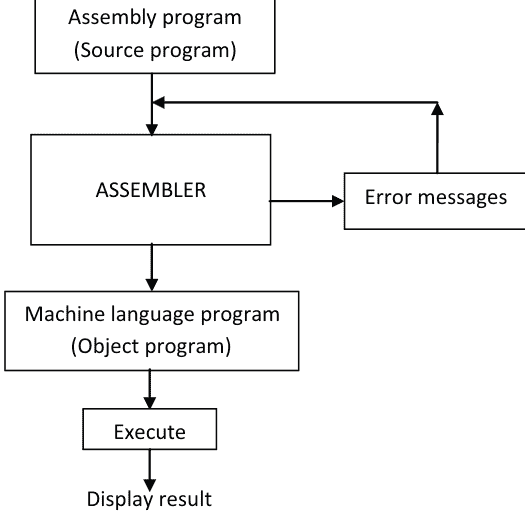 Assembly program
(Source program)
ASSEMBLER
Error messages
Machine language program
(Object program)
Execute
Display result